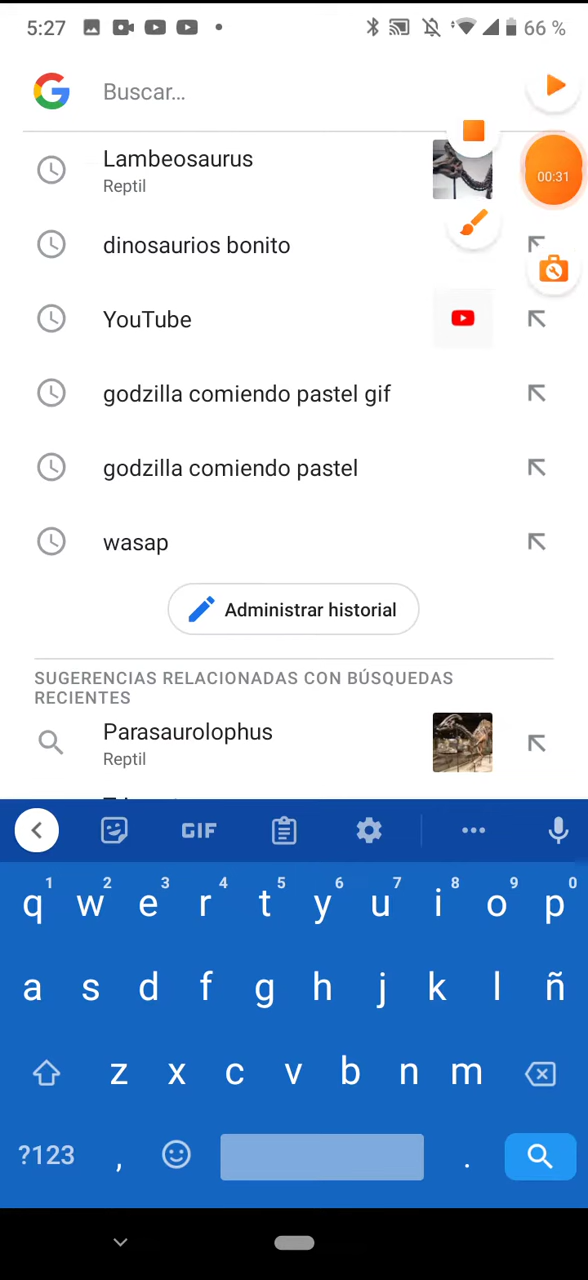 5:27 66 %
Buscar...
00:31
Lambeosaurus
Reptil
dinosaurios bonito
YouTube
godzilla comiendo pastel gif
godzilla comiendo pastel
wasap
Administrar historial
SUGERENCIAS RELACIONADAS CON BÚSQUEDAS
RECIENTES
Parasaurolophus
Reptil
GIF
1 2 3 4 5 6 7 8 9 0
q w e r t y u i o p
a s d f g h j k l ñ
z x c v b n m
?123 , .